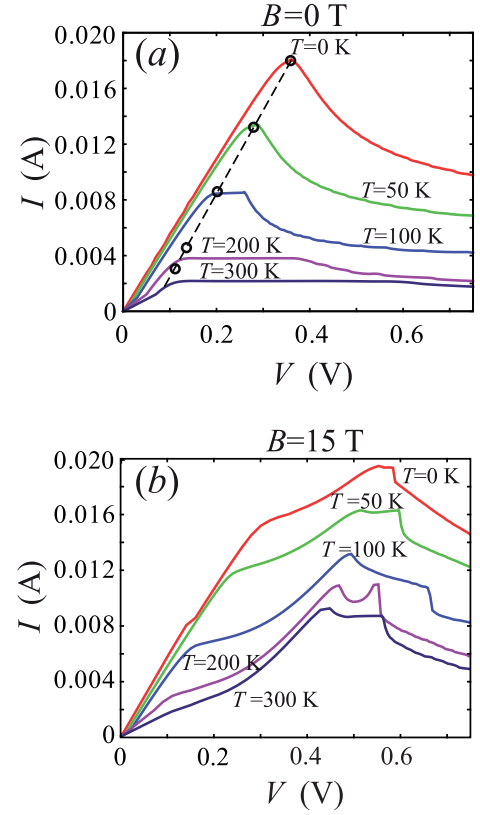 B=0 T
(a)
T=0 K
T=50 K
T=100 K
T=200 K
T=300 K
0.020
0.016
0.012
0.008
0.004
0
I (A)
0
0.2
0.4
0.6
V (V)
B=15 T
(b)
T=0 K
T =50 K
T =100 K
T=200 K
T=300 K
0.020
0.016
0.012
0.008
0.004
0
I (A)
0
0.2
0.4
0.6
V (V)